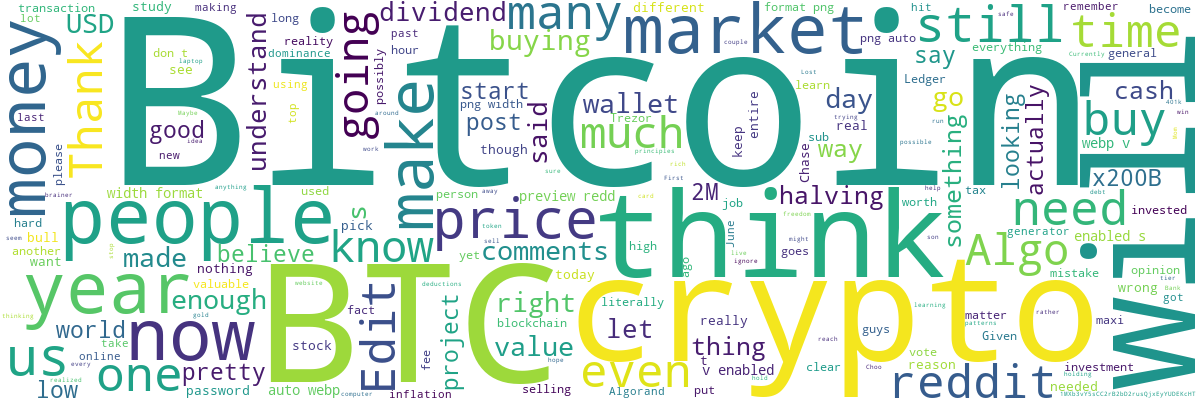 transaction
lot
making
USD
study
long
reality
dominance
using
top
don t
laptop
see
Maybe
good
new
idea
money
last
please
Thank
Bitcoin
understand
going
possibly
past
hour
around
work
dividend
many
buying
make
start
png width
post
though
said
market
different
format png
hit
png auto
couple
safe
remember
become
still
time
everything
say
general
Currently
Ledger
Lost
learn
wallet
Trezor
much
day
real
trying
keep
entire
Chase
sub
way
go
run
something
possible
looking
actually
cash
401k
win
buy
webp v
will
x200B
Mom
debt
width format
anything
used
person
away
preview redd
sure
principles
rich
card
First
2M
job
halving
worth
help
tax
son
need
invested
generator
enabled s
hard
brainer
seem
bull
another
want
stop
people
s
pick
believe
made
know
price
token
sell
yet
comments
think
high
ago
June
live
freedom
might
goes
ignore
Algo
mistake
opinion
tier
Bank
wrong
got
thinking
year
nothing
valuable
gold
enough
website
BTC
Edit
fact
deductions
project
today
right
literally
blockchain
crypto
learning
patterns
rather
matter
Given
maxi
world
take
online
every
realized
us
low
now
one
pretty
password
stock
auto webp
computer
inflation
fee
value
hope
selling
let
really
thing
t
v enabled
even
Algorand
put
hold
reach
guys
clear
Choo
vote
reason
reddit
holding
investment
needed